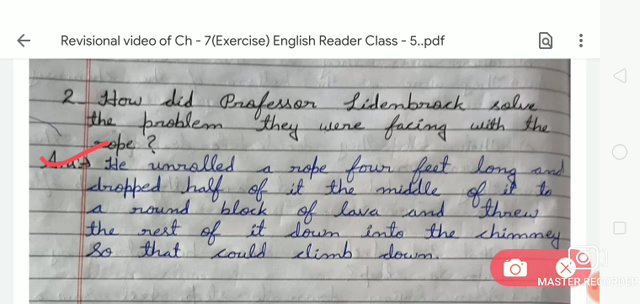 Revisional video of Ch - 7(Exercise) English Reader Class - 5..pdf
2 How did Professor Lidenbrack solve
the problem they were facing with the
rope?
Ans He unrolled a rope four feet long and
dropped half of it the middle of it to
a round block of lava and threw
the rest of it down into the chimney
so that could climb down.
MASTER RECORDER